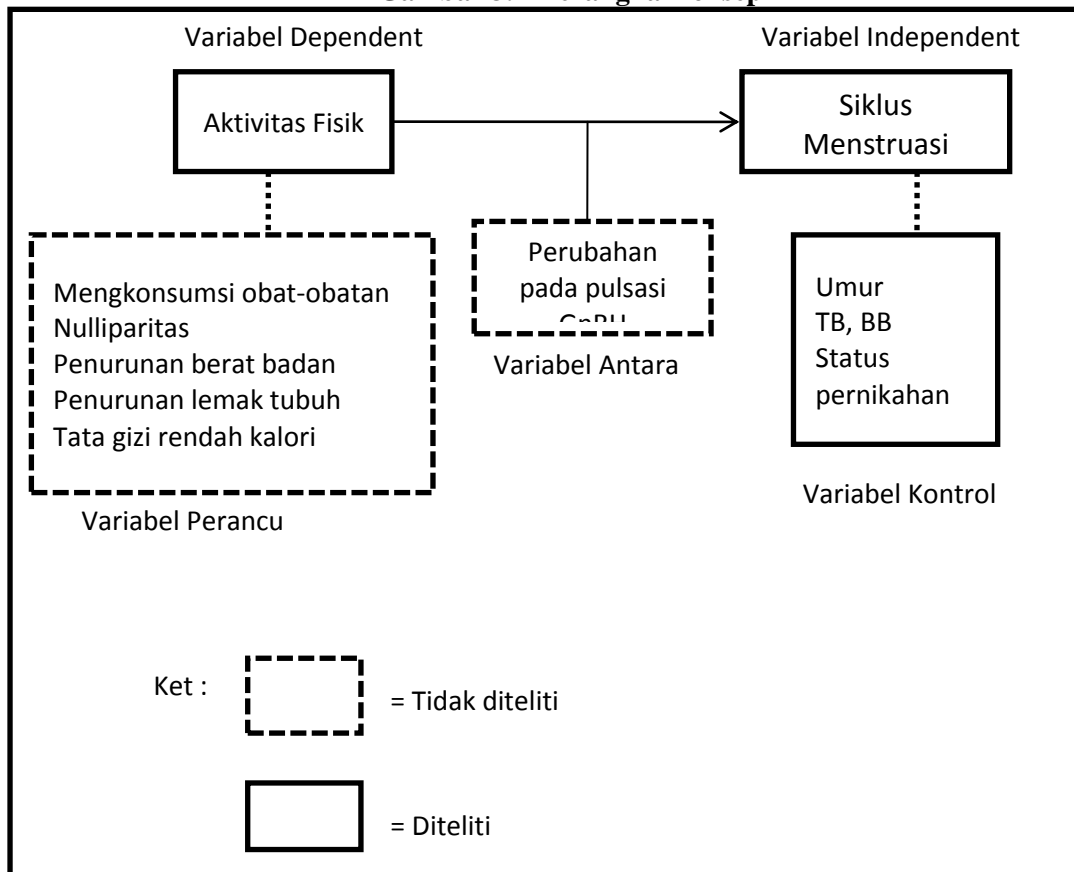 Variabel Dependent
Variabel Independent
Aktivitas Fisik
Siklus
Menstruasi
Mengkonsumsi obat-obatan
Nulliparitas
Penurunan berat badan
Penurunan lemak tubuh
Tata gizi rendah kalori
Variabel Perancu
Perubahan
pada pulsasi
Variabel Antara
Umur
TB, BB
Status
pernikahan
Variabel Kontrol
Ket :
= Tidak diteliti
= Diteliti